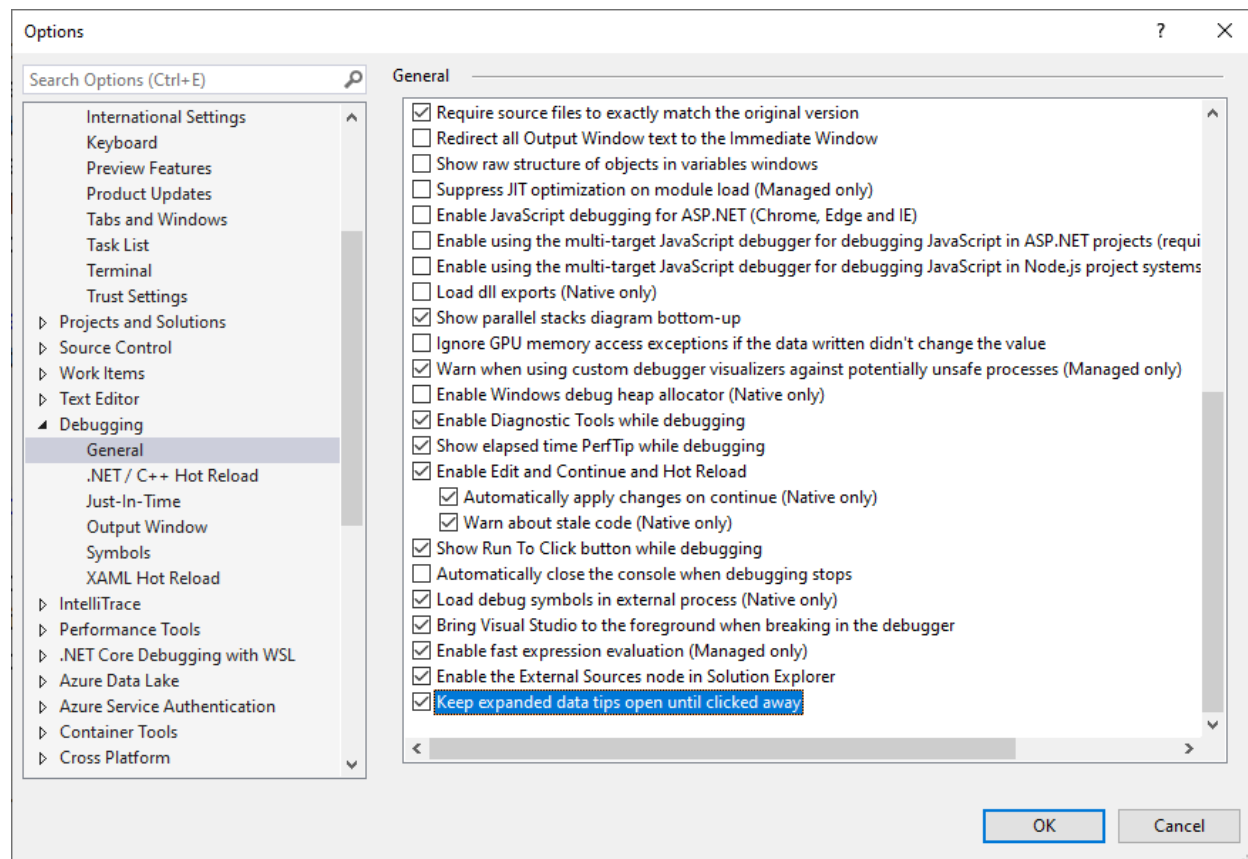 Options
?
Search Options (Ctrl+E)
International Settings
Keyboard
Preview Features
Product Updates
Tabs and Windows
Task List
Terminal
Trust Settings
Projects and Solutions
Source Control
Work Items
Text Editor
Debugging
General
.NET / C++ Hot Reload
Just-In-Time
Output Window
Symbols
XAML Hot Reload
IntelliTrace
Performance Tools
.NET Core Debugging with WSL
Azure Data Lake
Azure Service Authentication
Container Tools
Cross Platform
General
Require source files to exactly match the original version
Redirect all Output Window text to the Immediate Window
Show raw structure of objects in variables windows
Suppress JIT optimization on module load (Managed only)
Enable JavaScript debugging for ASP.NET (Chrome, Edge and IE)
Enable using the multi-target JavaScript debugger for debugging JavaScript in ASP.NET projects (requi
Enable using the multi-target JavaScript debugger for debugging JavaScript in Node.js project systems
Load dll exports (Native only)
Show parallel stacks diagram bottom-up
Ignore GPU memory access exceptions if the data written didn't change the value
Warn when using custom debugger visualizers against potentially unsafe processes (Managed only)
Enable Windows debug heap allocator (Native only)
Enable Diagnostic Tools while debugging
Show elapsed time PerfTip while debugging
Enable Edit and Continue and Hot Reload
Automatically apply changes on continue (Native only)
Warn about stale code (Native only)
Show Run To Click button while debugging
Automatically close the console when debugging stops
Load debug symbols in external process (Native only)
Bring Visual Studio to the foreground when breaking in the debugger
Enable fast expression evaluation (Managed only)
Enable the External Sources node in Solution Explorer
Keep expanded data tips open until clicked away
OK
Cancel